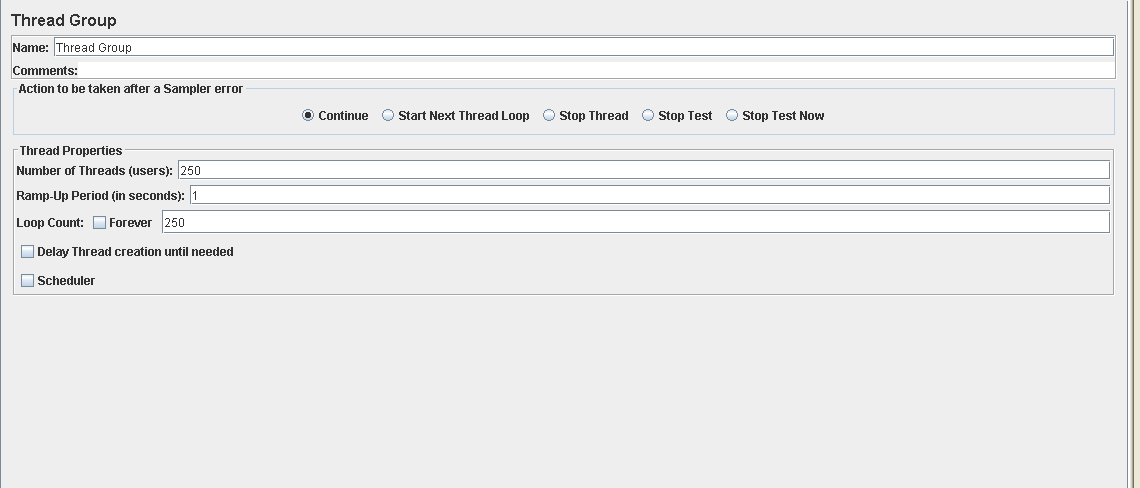 Thread Group
Name: Thread Group
Comments:
Action to be taken after a Sampler error
Continue Start Next Thread Loop Stop Thread Stop Test Stop Test Now
Thread Properties
Number of Threads (users): 250
Ramp-Up Period (in seconds): 1
Loop Count: Forever 250
Delay Thread creation until needed
Scheduler